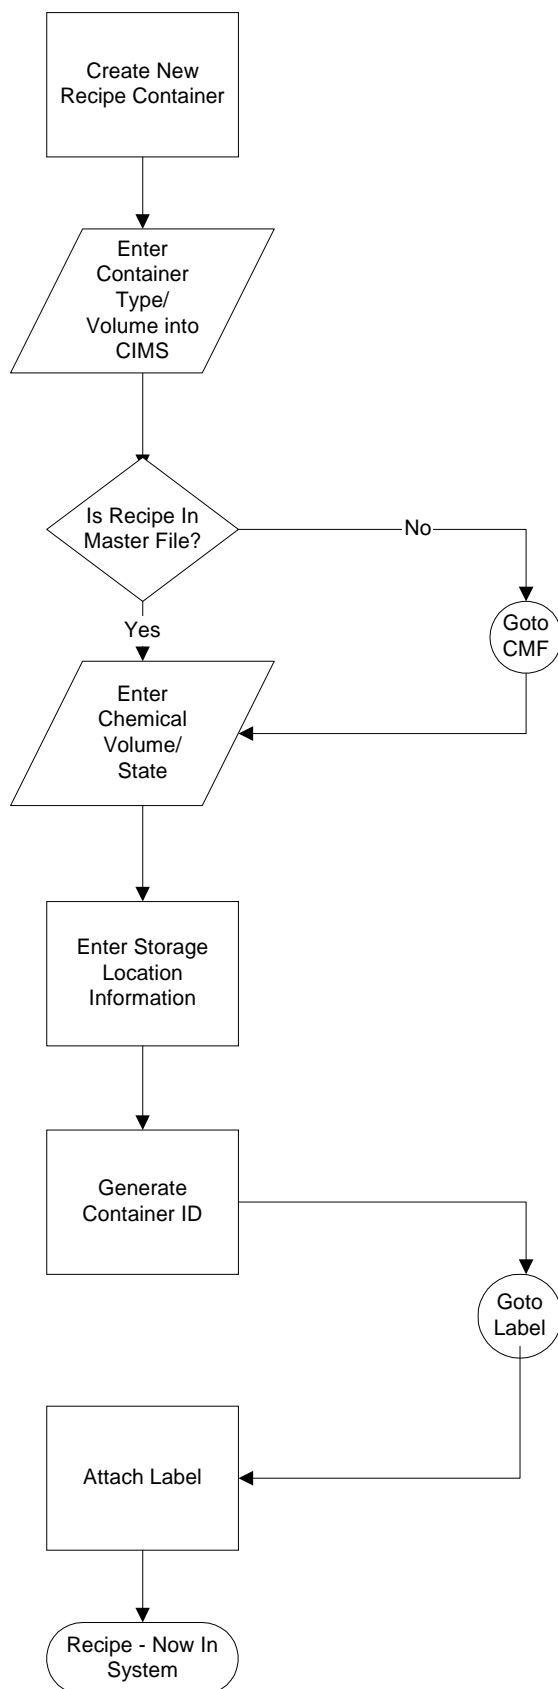 Create New
Recipe Container
Enter
Container
Type/
Volume into
CIMS
Is Recipe In
Master File?
No
Goto
CMF
Yes
Enter
Chemical
Volume/
State
Enter Storage
Location
Information
Generate
Container ID
Goto
Label
Attach Label
Recipe - Now In
System